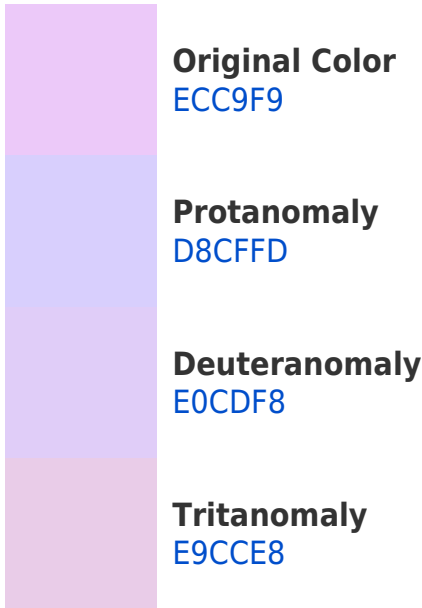 Original Color
ECC9F9
Protanomaly
D8CFFD
Deuteranomaly
E0CDF8
Tritanomaly
E9CCE8